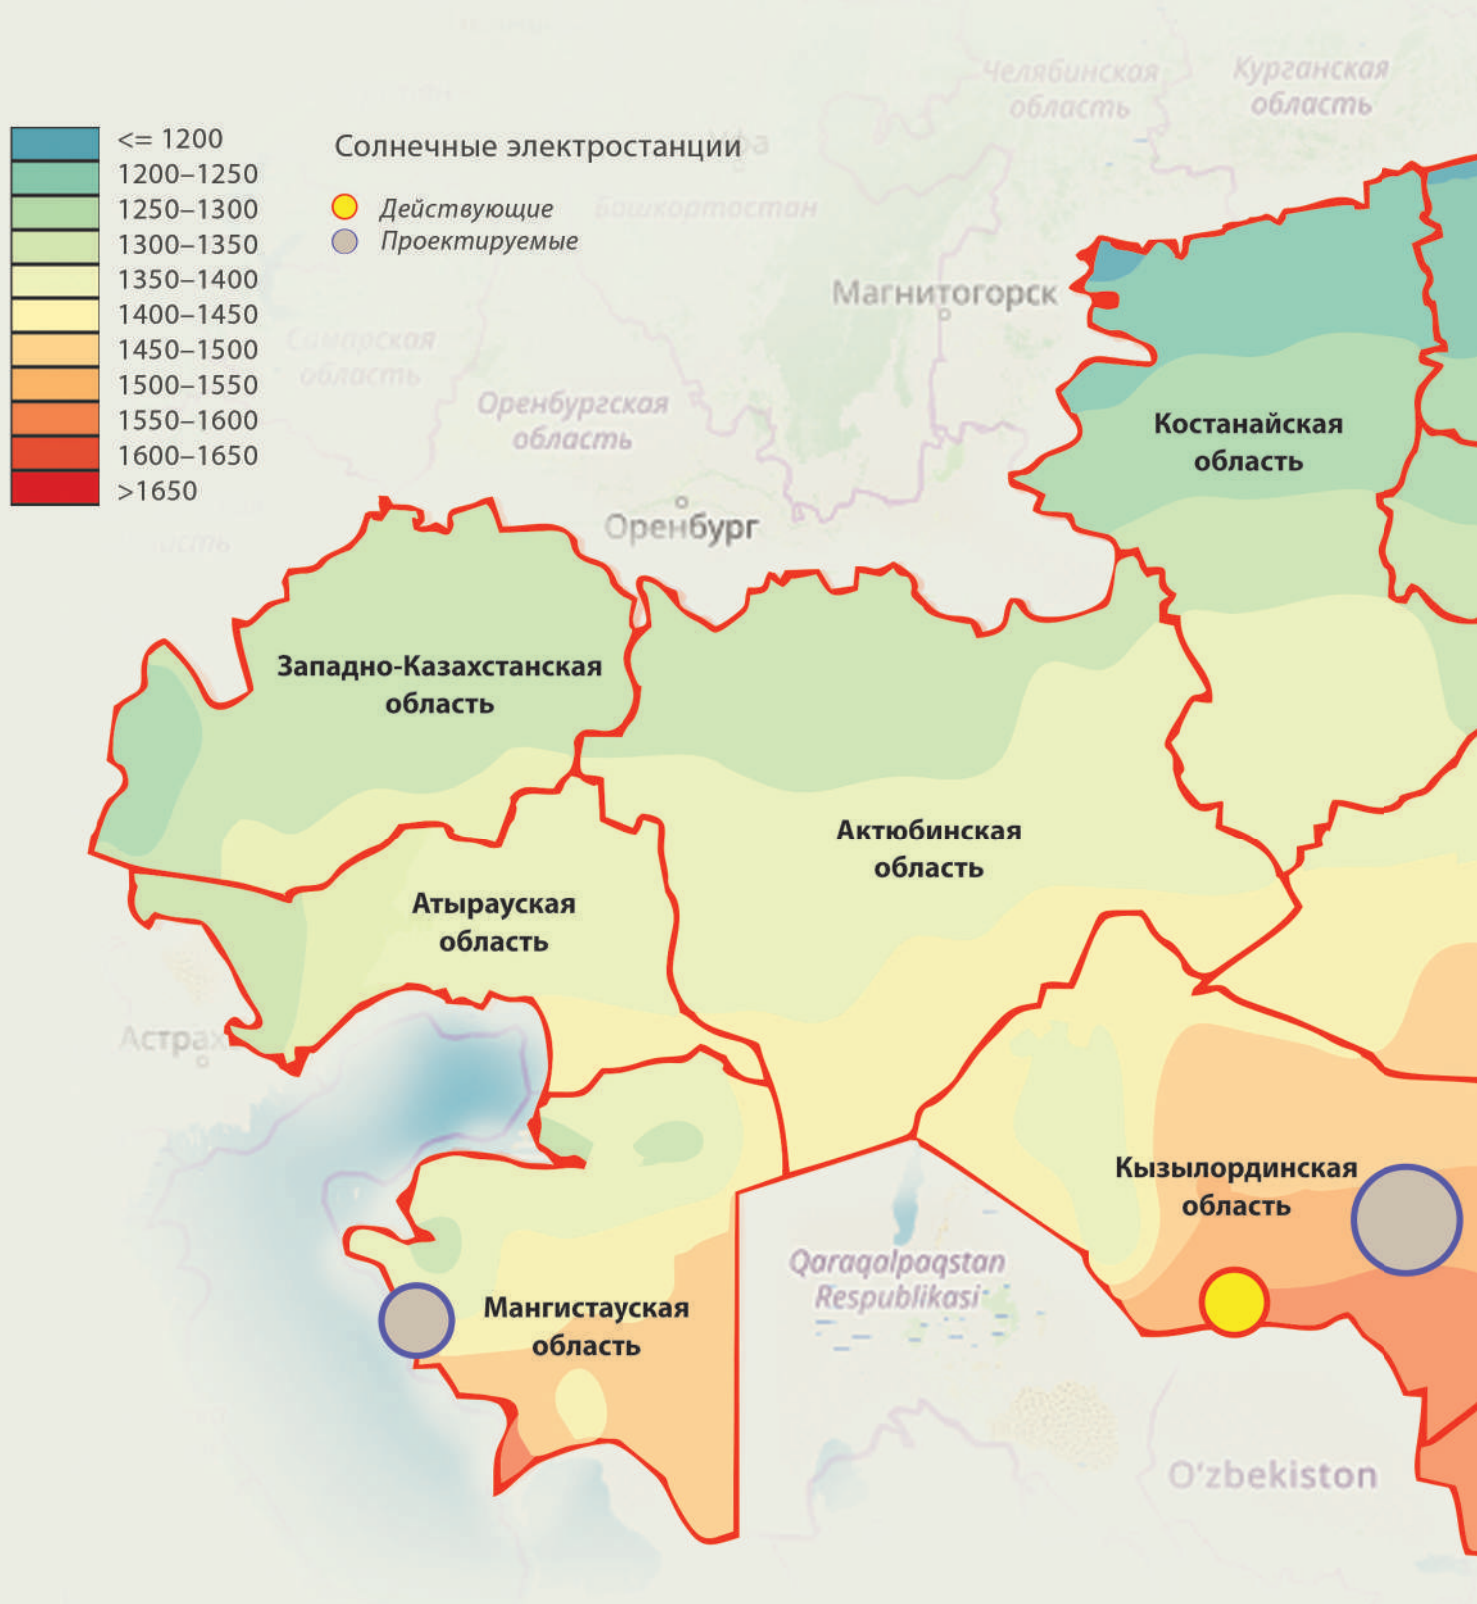 Челябинская
область
Курганская
область
<= 1200
1200–1250
1250–1300
1300–1350
1350–1400
1400–1450
1450–1500
1500–1550
1550–1600
1600–1650
>1650
Солнечные электростанции
Действующие
Проектируемые
Уфа
Башкортостан
Магнитогорск
Самарская
область
Оренбургская
область
Оренбург
Костанайская
область
Западно-Казахстанская
область
Актюбинская
область
Атырауская
область
Астрах
Кызылординская
область
Qaraqalpaqstan
Respublikasi
Мангистауская
область
O‘zbekiston